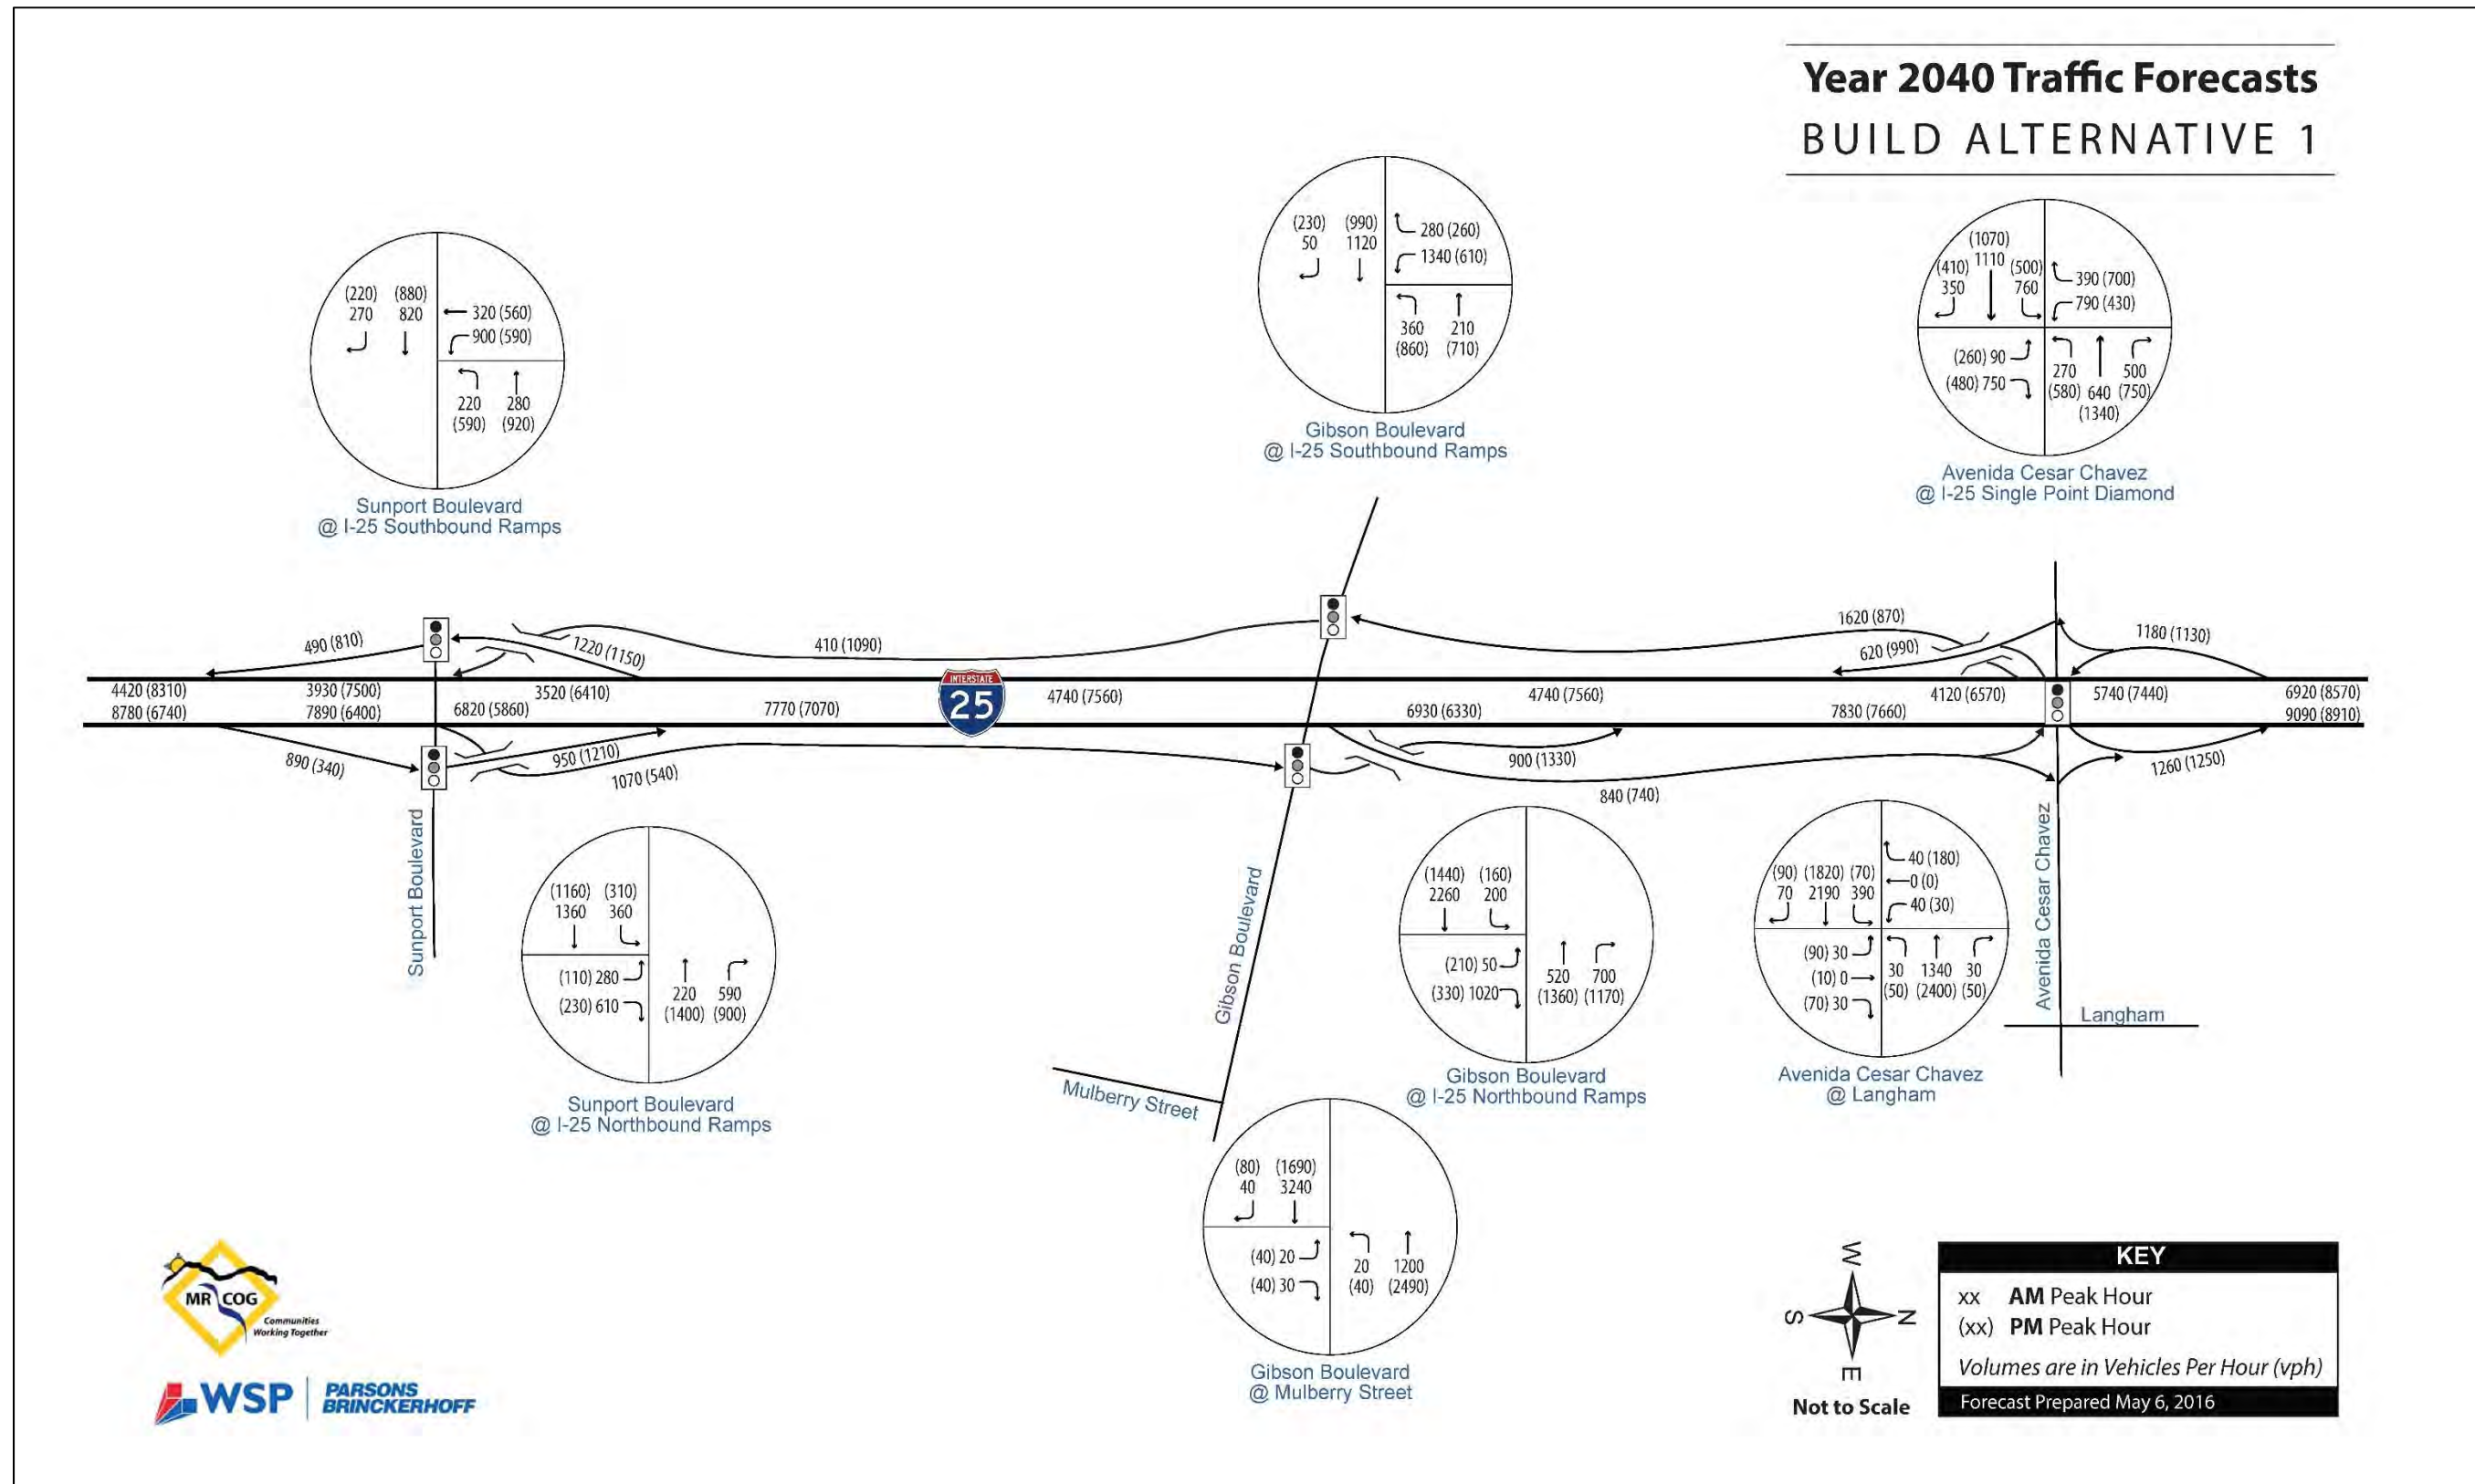 Year 2040 Traffic Forecasts
BUILD ALTERNATIVE 1
(220) (880)
270 820
320 (560)
900 (590)
220 280
(590) (920)
Sunport Boulevard
@ I-25 Southbound Ramps
(230) (990)
50 1120
280 (260)
1340 (610)
360 210
(860) (710)
Gibson Boulevard
@ I-25 Southbound Ramps
(1070)
1110
(410) (500)
350 760
390 (700)
790 (430)
(260) 90
(480) 750
270 500
(580) 640 (750)
(1340)
Avenida Cesar Chavez
@ I-25 Single Point Diamond
490 (810)
1220 (1150)
410 (1090)
1620 (870)
620 (990)
1180 (1130)
4420 (8310)
3930 (7500)
3520 (6410)
INTERSTATE
25
4740 (7560)
4740 (7560)
4120 (6570)
5740 (7440)
6920 (8570)
8780 (6740)
7890 (6400)
6820 (5860)
7770 (7070)
6930 (6330)
7830 (7660)
9090 (8910)
890 (340)
950 (1210)
1070 (540)
900 (1330)
840 (740)
1260 (1250)
Sunport Boulevard
Gibson Boulevard
Avenida Cesar Chavez
Langham
Mulberry Street
(1160) (310)
1360 360
(110) 280
(230) 610
220 590
(1400) (900)
Sunport Boulevard
@ I-25 Northbound Ramps
(1440) (160)
2260 200
(210) 50
(330) 1020
520 700
(1360) (1170)
Gibson Boulevard
@ I-25 Northbound Ramps
(90) (1820) (70)
70 2190 390
40 (180)
0 (0)
40 (30)
(90) 30
(10) 0
(70) 30
30 1340 30
(50) (2400) (50)
Avenida Cesar Chavez
@ Langham
(80) (1690)
40 3240
(40) 20
(40) 30
20 1200
(40) (2490)
Gibson Boulevard
@ Mulberry Street
MR COG
Communities
Working Together
WSP
PARSONS
BRINCKERHOFF
W
S
N
E
Not to Scale
KEY
xx AM Peak Hour
(xx) PM Peak Hour
Volumes are in Vehicles Per Hour (vph)
Forecast Prepared May 6, 2016